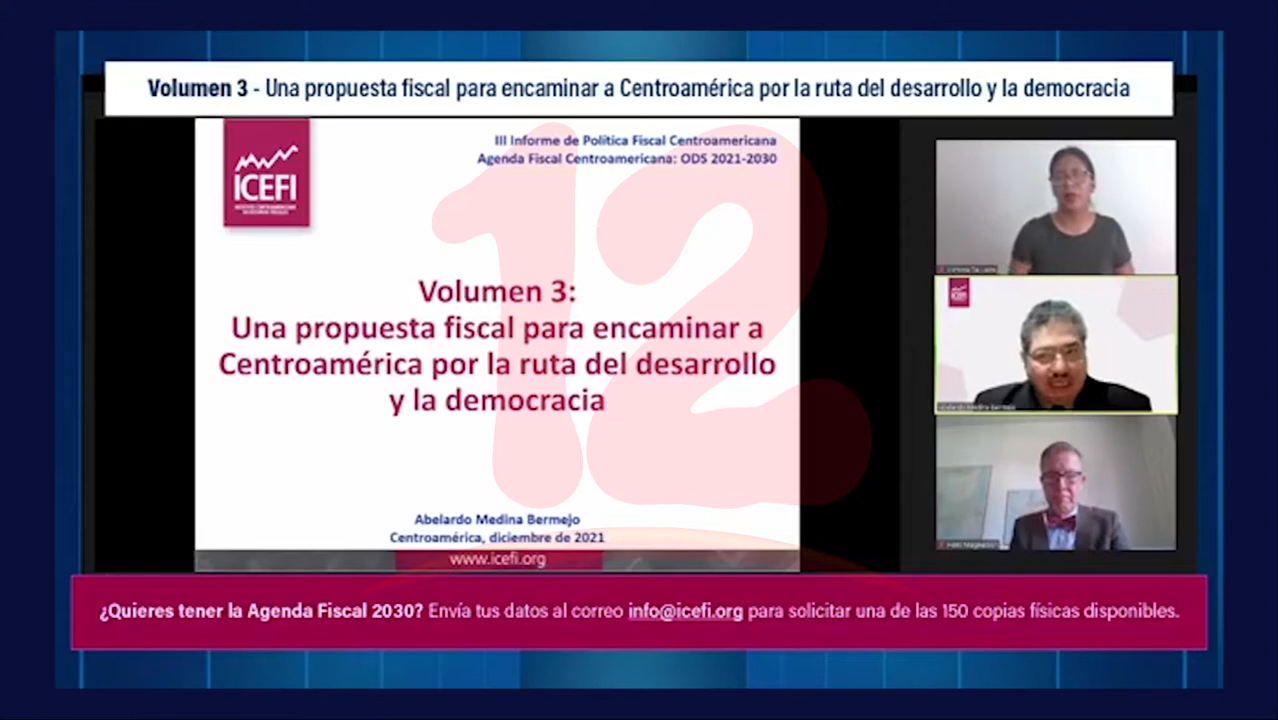 Volumen 3 - Una propuesta fiscal para encaminar a Centroamérica por la ruta del desarrollo y la democracia
ICEFI
III Informe de Política Fiscal Centroamericana
Agenda Fiscal Centroamericana: ODS 2021-2030
12
Volumen 3:
Una propuesta fiscal para encaminar a
Centroamérica por la ruta del desarrollo
y la democracia
Abelardo Medina Bermejo
Centroamérica, diciembre de 2021
www.icefi.org
Abelardo Medina Bermejo
¿Quieres tener la Agenda Fiscal 2030? Envía tus datos al correo info@icefi.org para solicitar una de las 150 copias físicas disponibles.